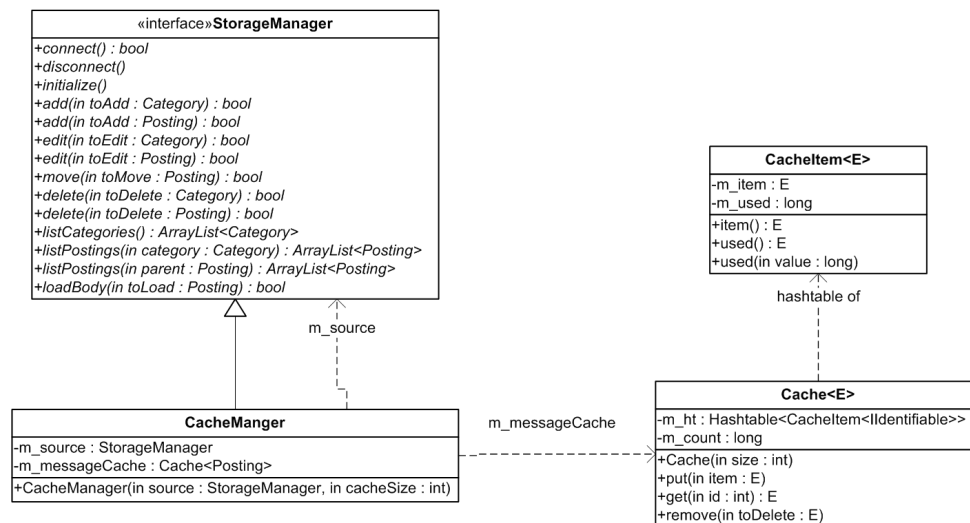 «interface»StorageManager
+connect() : bool
+disconnect()
+initialize()
+add(in toAdd : Category) : bool
+add(in toAdd : Posting) : bool
+edit(in toEdit : Category) : bool
+edit(in toEdit : Posting) : bool
+move(in toMove : Posting) : bool
+delete(in toDelete : Category) : bool
+delete(in toDelete : Posting) : bool
+listCategories() : ArrayList<Category>
+listPostings(in category : Category) : ArrayList<Posting>
+listPostings(in parent : Posting) : ArrayList<Posting>
+loadBody(in toLoad : Posting) : bool
m_source
CacheManger
-m_source : StorageManager
-m_messageCache : Cache<Posting>
+CacheManager(in source : StorageManager, in cacheSize : int)
m_messageCache
CacheItem<E>
-m_item : E
-m_used : long
+item() : E
+used() : E
+used(in value : long)
hashtable of
Cache<E>
-m_ht : Hashtable<CacheItem<IIdentifiable>>
-m_count : long
+Cache(in size : int)
+put(in item : E)
+get(in id : int) : E
+remove(in toDelete : E)